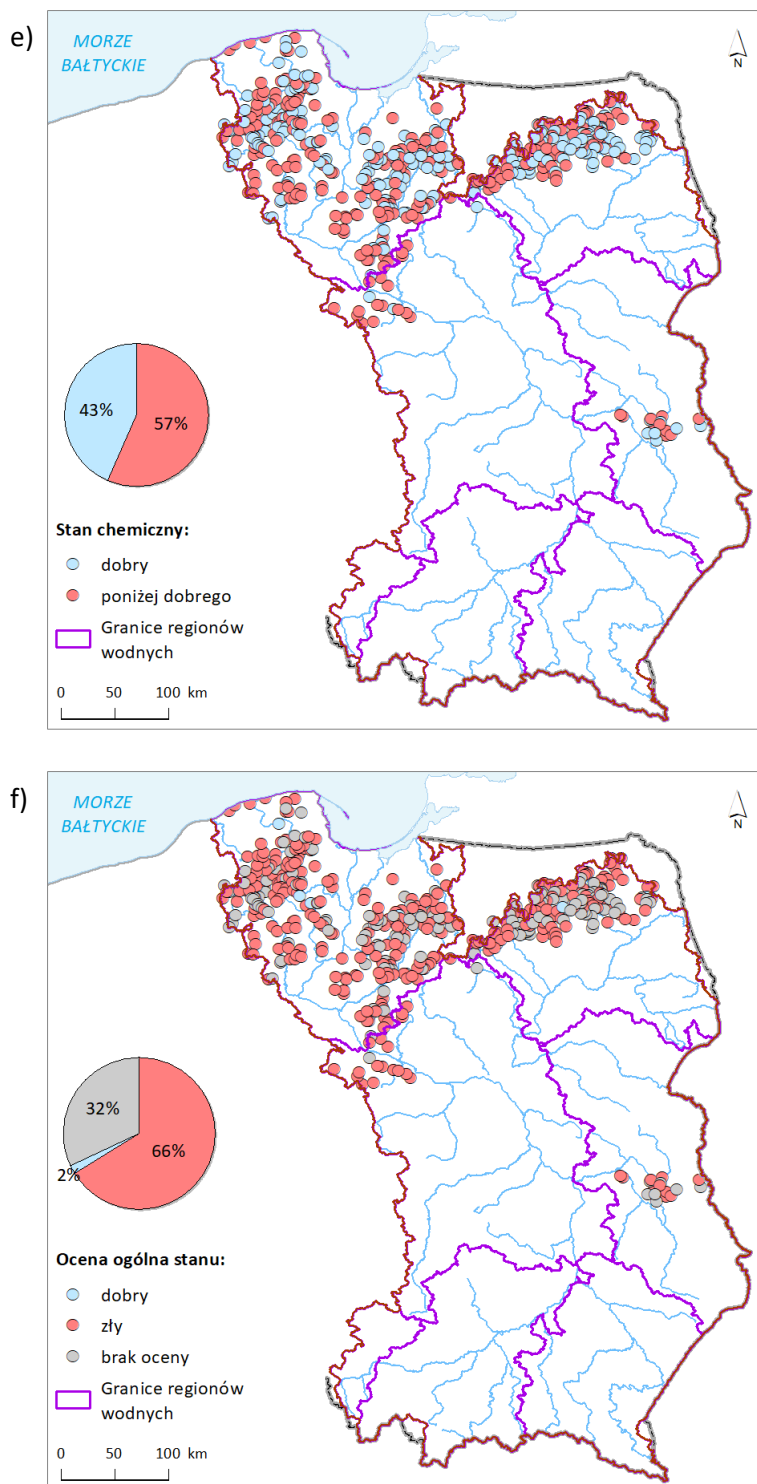 e)
MORZE
BAŁTYCKIE
N
43%
57%
Stan chemiczny:
dobry
poniżej dobrego
Granice regionów
wodnych
0 50 100 km
f)
MORZE
BAŁTYCKIE
N
32%
66%
2%
Ocena ogólna stanu:
dobry
zły
brak oceny
Granice regionów
wodnych
0 50 100 km